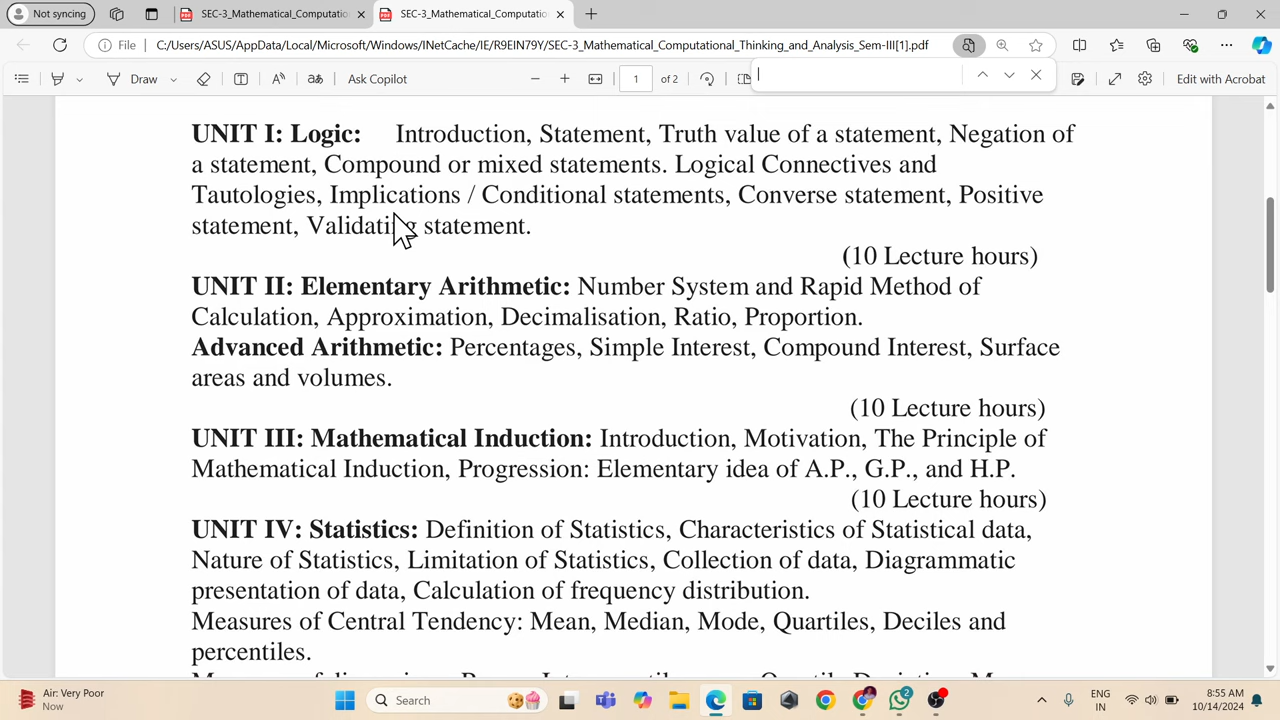 Not syncing
SEC-3_Mathematical_Computatio
SEC-3_Mathematical_Computatio
File
C:/Users/ASUS/AppData/Local/Microsoft/Windows/INetCache/IE/R9EIN79Y/SEC-3_Mathematical_Computational_Thinking_and_Analysis_Sem-III[1].pdf
Draw
Ask Copilot
1 of 2
Edit with Acrobat
UNIT I: Logic: Introduction, Statement, Truth value of a statement, Negation of
a statement, Compound or mixed statements. Logical Connectives and
Tautologies, Implications / Conditional statements, Converse statement, Positive
statement, Validating statement.
(10 Lecture hours)
UNIT II: Elementary Arithmetic: Number System and Rapid Method of
Calculation, Approximation, Decimalisation, Ratio, Proportion.
Advanced Arithmetic: Percentages, Simple Interest, Compound Interest, Surface
areas and volumes.
(10 Lecture hours)
UNIT III: Mathematical Induction: Introduction, Motivation, The Principle of
Mathematical Induction, Progression: Elementary idea of A.P., G.P., and H.P.
(10 Lecture hours)
UNIT IV: Statistics: Definition of Statistics, Characteristics of Statistical data,
Nature of Statistics, Limitation of Statistics, Collection of data, Diagrammatic
presentation of data, Calculation of frequency distribution.
Measures of Central Tendency: Mean, Median, Mode, Quartiles, Deciles and
percentiles.
Air: Very Poor
Now
Search
2
ENG
IN
8:55 AM
10/14/2024